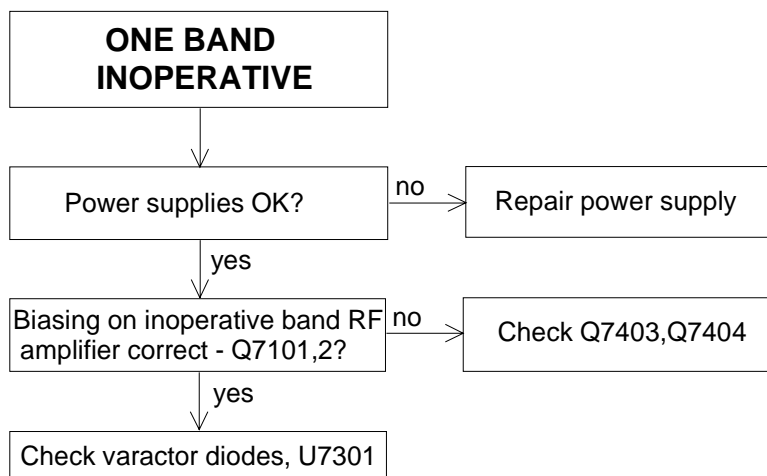 ONE BAND
INOPERATIVE
Power supplies OK?
no
Repair power supply
yes
Biasing on inoperative band RF
amplifier correct - Q7101,2?
no
Check Q7403,Q7404
yes
Check varactor diodes, U7301